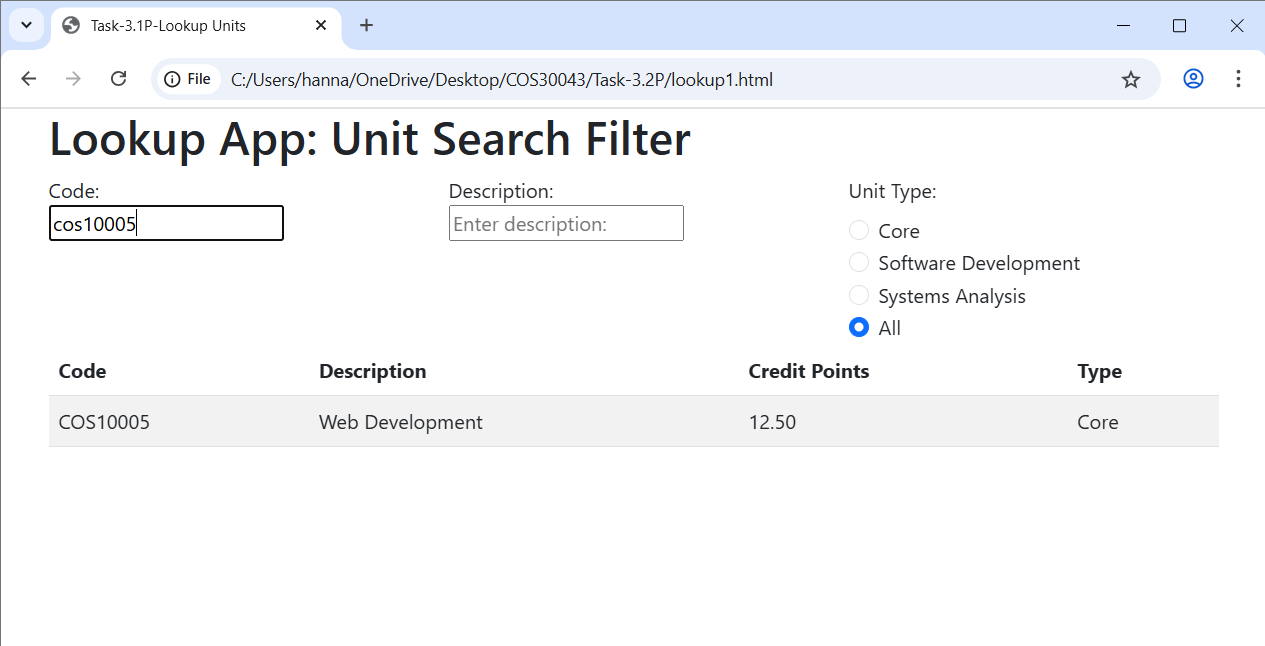 Task-3.1P-Lookup Units
File C:/Users/hanna/OneDrive/Desktop/COS30043/Task-3.2P/lookup1.html
Lookup App: Unit Search Filter
Code: Description: Unit Type:
cos10005 Enter description:
Core
Software Development
Systems Analysis
All
Code Description Credit Points Type
COS10005 Web Development 12.50 Core